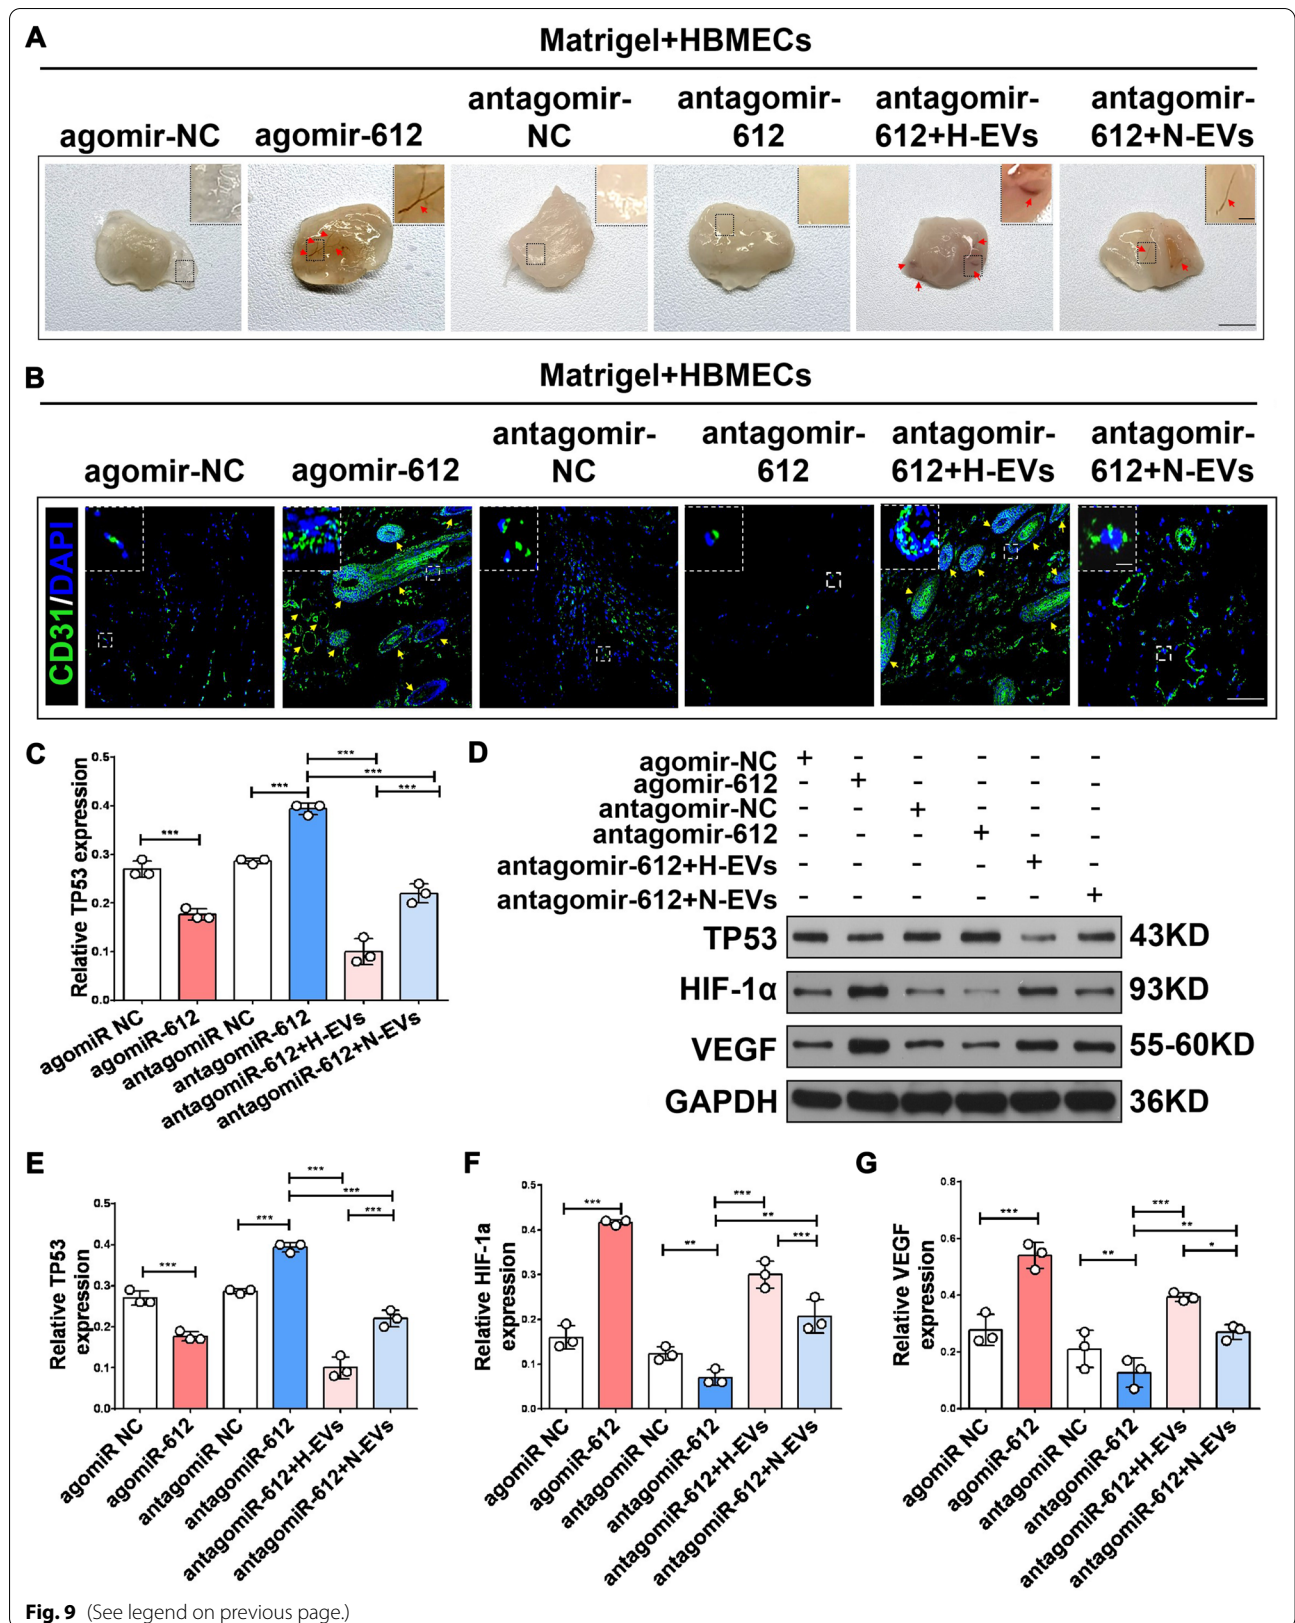 A
Matrigel+HBMECs
agomir-NC
agomir-612
antagomir-
NC
antagomir-
612
antagomir-
612+H-EVs
antagomir-
612+N-EVs
B
Matrigel+HBMECs
agomir-NC
agomir-612
antagomir-
NC
antagomir-
612
antagomir-
612+H-EVs
antagomir-
612+N-EVs
CD31/DAPI
C
Relative TP53 expression
0.5
0.4
0.3
0.2
0.1
0.0
***
***
***
***
***
agomiR NC
agomiR-612
antagomiR NC
antagomiR-612
antagomiR-612+H-EVs
antagomiR-612+N-EVs
D
agomir-NC + - - - - -
agomir-612 - + - - - -
antagomir-NC - - + - - -
antagomir-612 - - - + - -
antagomir-612+H-EVs - - - - + -
antagomir-612+N-EVs - - - - - +
TP53 43KD
HIF-1α 93KD
VEGF 55-60KD
GAPDH 36KD
E
Relative TP53
expression
0.5
0.4
0.3
0.2
0.1
0.0
***
***
***
***
***
agomiR NC
agomiR-612
antagomiR NC
antagomiR-612
antagomiR-612+H-EVs
antagomiR-612+N-EVs
F
Relative HIF-1a
expression
0.5
0.4
0.3
0.2
0.1
0.0
***
**
***
**
***
agomiR NC
agomiR-612
antagomiR NC
antagomiR-612
antagomiR-612+H-EVs
antagomiR-612+N-EVs
G
Relative VEGF
expression
0.8
0.6
0.4
0.2
0.0
***
**
***
**
*
agomiR NC
agomiR-612
antagomiR NC
antagomiR-612
antagomiR-612+H-EVs
antagomiR-612+N-EVs
Fig. 9 (See legend on previous page.)